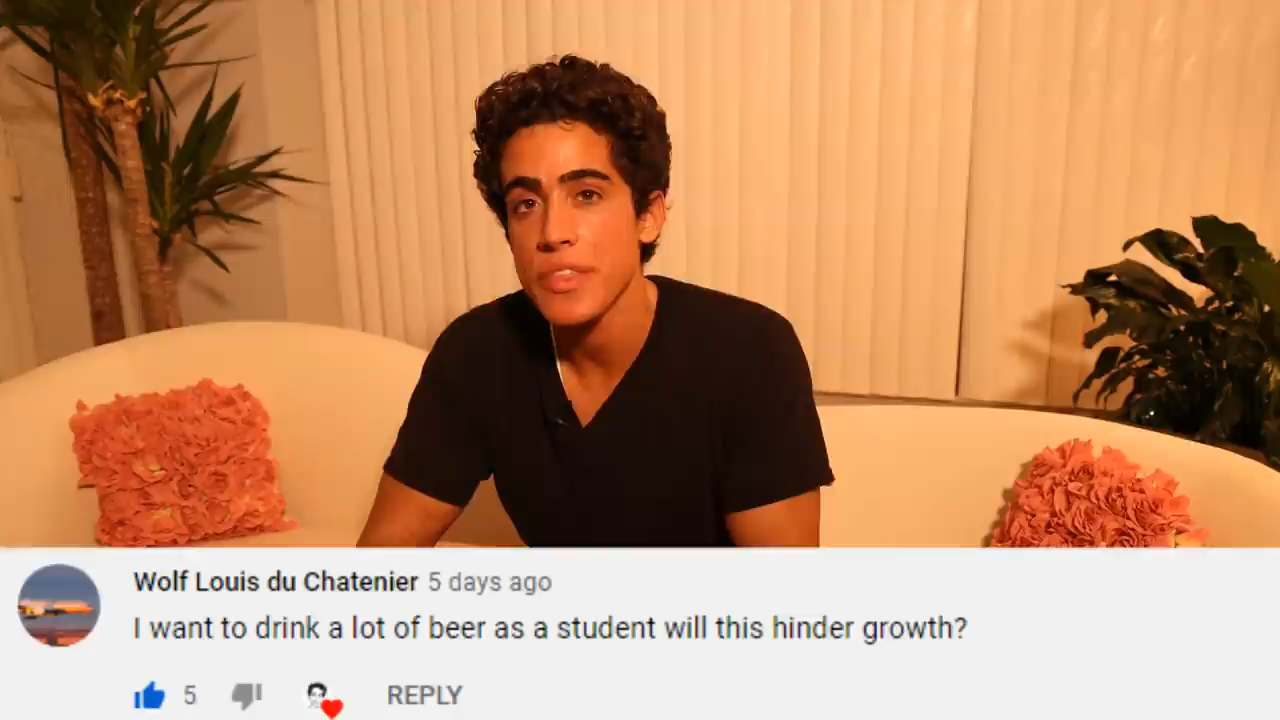 Wolf Louis du Chatenier 5 days ago
I want to drink a lot of beer as a student will this hinder growth?
5 REPLY